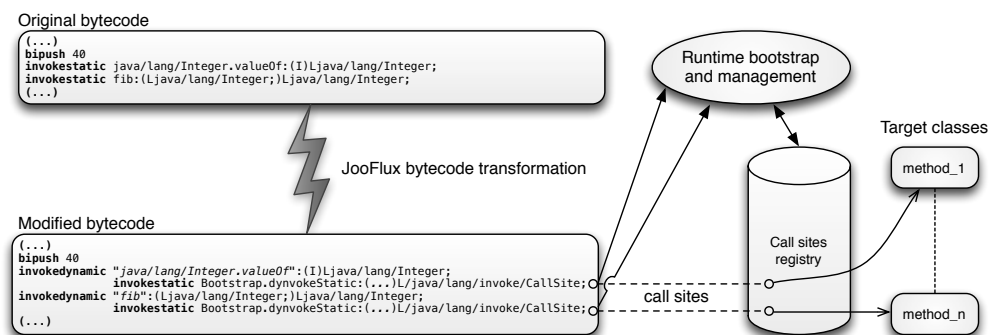 Original bytecode
(...)
bipush 40
invokestatic java/lang/Integer.valueOf:(I)Ljava/lang/Integer;
invokestatic fib:(Ljava/lang/Integer;)Ljava/lang/Integer;
(...)
Runtime bootstrap
and management
JooFlux bytecode transformation
Target classes
method_1
Modified bytecode
(...)
bipush 40
invokedynamic "java/lang/Integer.valueOf":(I)Ljava/lang/Integer;
invokestatic Bootstrap.dynvokeStatic:(...)L/java/lang/invoke/CallSite;
invokedynamic "fib":(Ljava/lang/Integer;)Ljava/lang/Integer;
invokestatic Bootstrap.dynvokeStatic:(...)L/java/lang/invoke/CallSite;
(...)
call sites
Call sites
registry
method_n